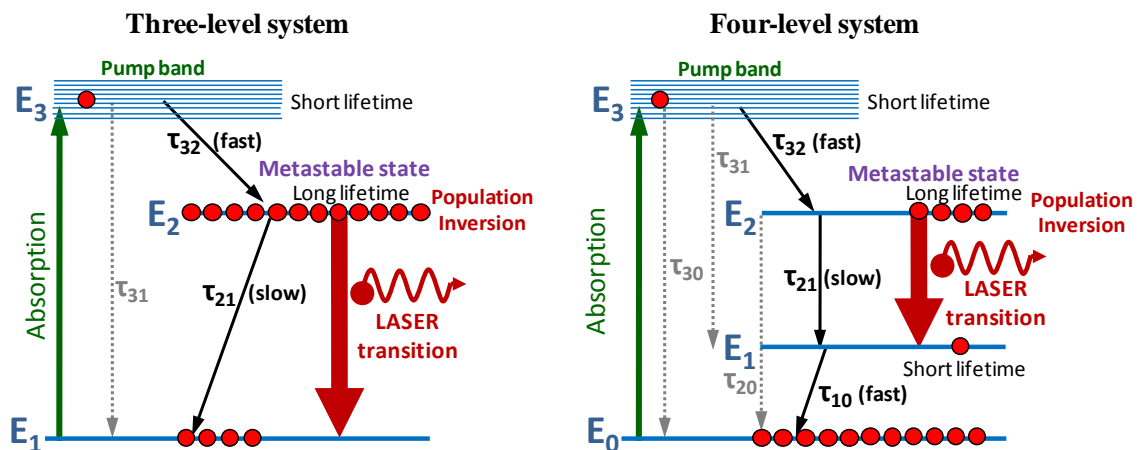 Three-level system
Pump band
E3
Short lifetime
τ32 (fast)
Metastable state
Long lifetime
Population
Inversion
E2
Absorption
τ31
τ21 (slow)
LASER
transition
E1
Four-level system
Pump band
E3
Short lifetime
τ32 (fast)
τ31
Metastable state
Long lifetime
Population
Inversion
E2
Absorption
τ30
τ21 (slow)
LASER
transition
E1
Short lifetime
τ20
τ10 (fast)
E0